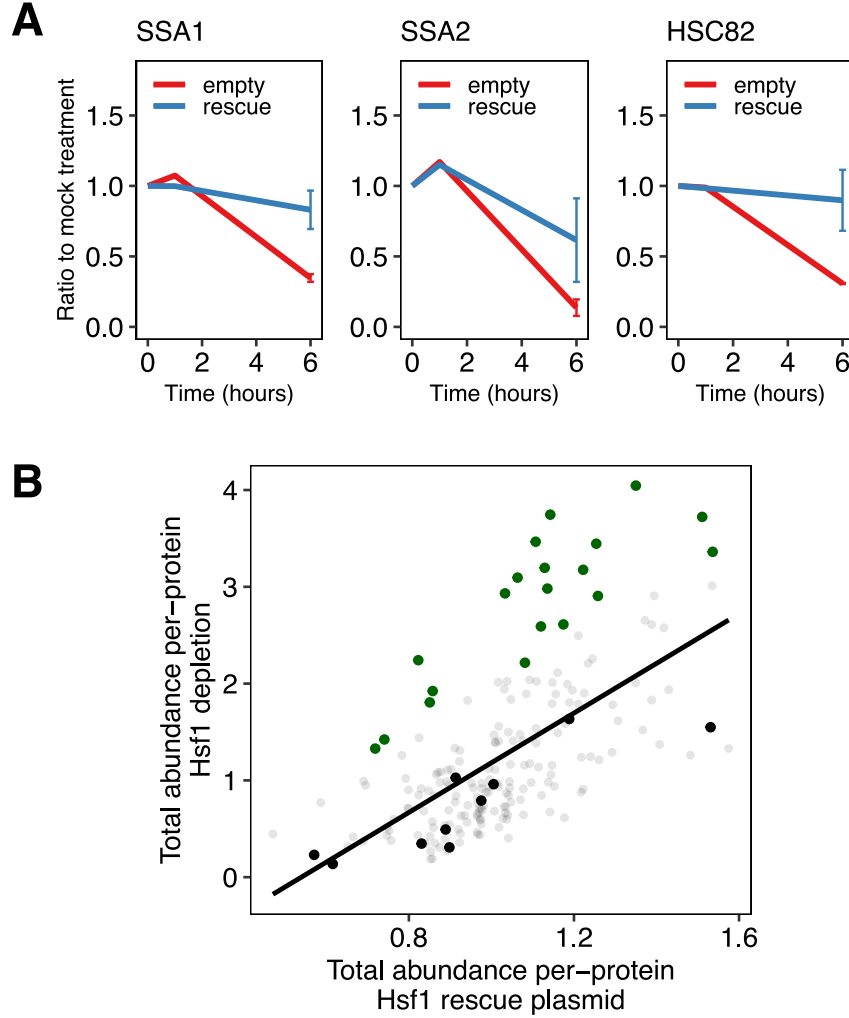 A
SSA1
SSA2
HSC82
Ratio to mock treatment
1.5
1.0
0.5
0.0
empty
rescue
0 2 4 6
Time (hours)
1.5
1.0
0.5
0.0
empty
rescue
0 2 4 6
Time (hours)
1.5
1.0
0.5
0.0
empty
rescue
0 2 4 6
Time (hours)
B
Total abundance per−protein
Hsf1 depletion
4
3
2
1
0
0.8 1.2 1.6
Total abundance per−protein
Hsf1 rescue plasmid